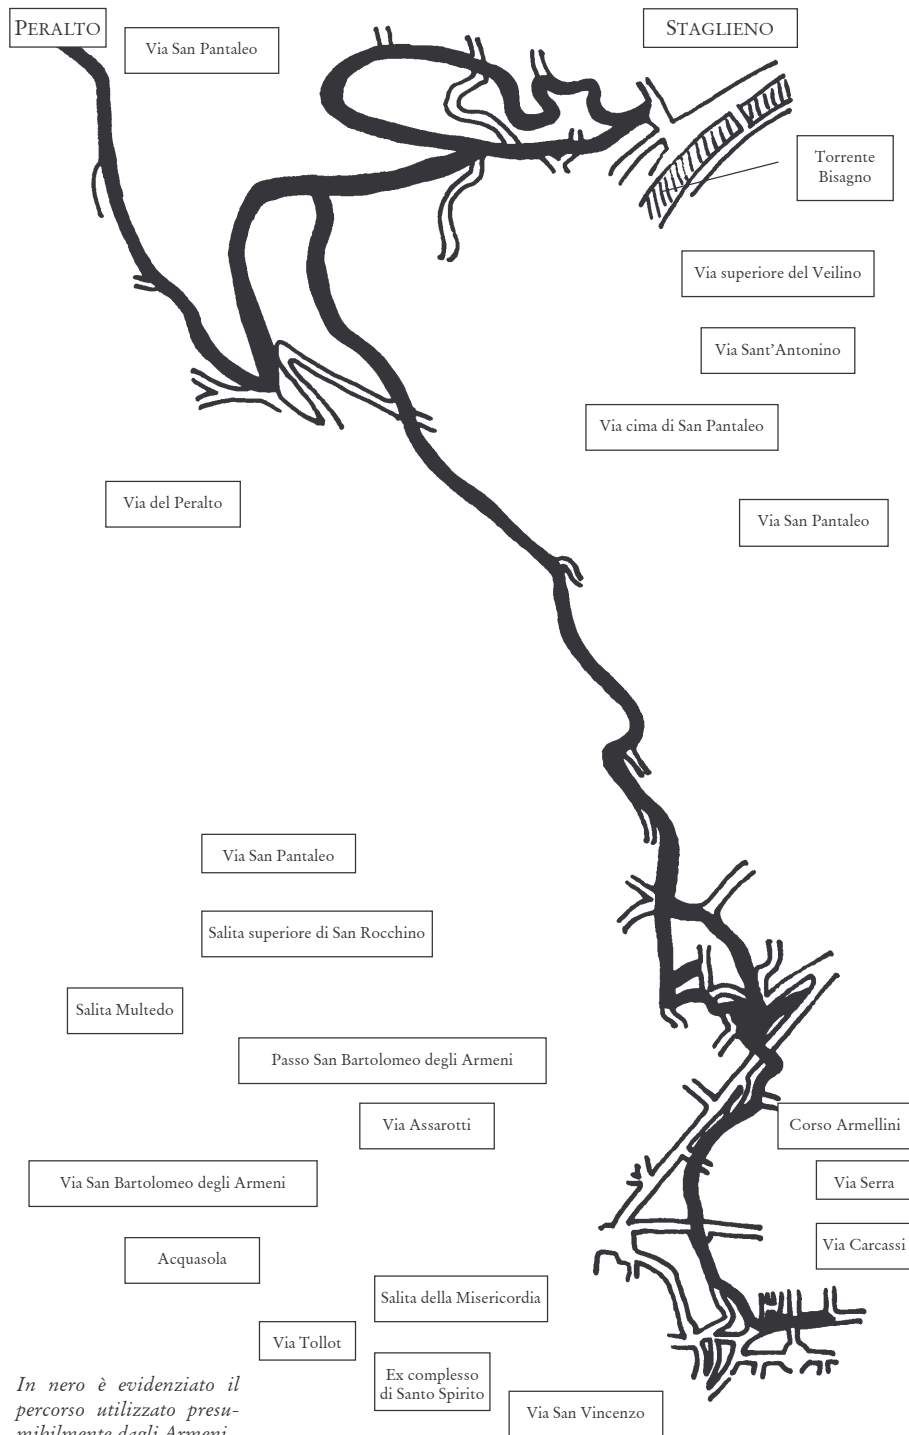 PERALTO
STAGLIENO
Via San Pantaleo
Torrente
Bisagno
Via superiore del Veilino
Via Sant’Antonino
Via cima di San Pantaleo
Via del Peralto
Via San Pantaleo
Via San Pantaleo
Salita superiore di San Rocchino
Salita Multedo
Passo San Bartolomeo degli Armeni
Via Assarotti
Corso Armellini
Via San Bartolomeo degli Armeni
Via Serra
Via Carcassi
Acquasola
Salita della Misericordia
Via Tollot
Ex complesso
di Santo Spirito
Via San Vincenzo
In nero è evidenziato il
percorso utilizzato presu-
mibilmente dagli Armeni